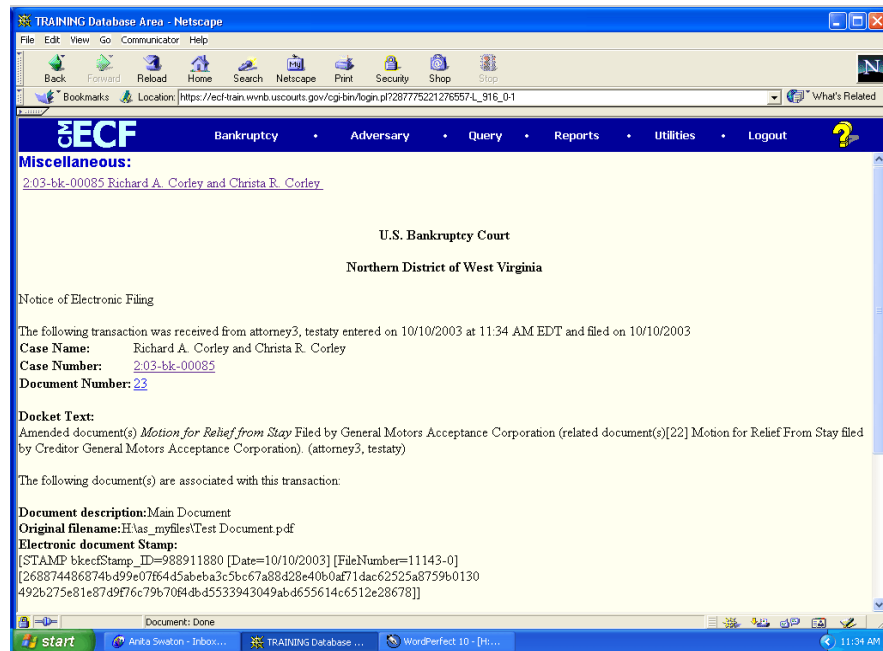 TRAINING Database Area - Netscape
File Edit View Go Communicator Help
Back Forward Reload Home Search Netscape Print Security Shop Stop
N
Bookmarks Location: https://ecf-train.wvnb.uscourts.gov/cgi-bin/login.pl?287775221276557-L_916_0-1 What's Related
CM ECF Bankruptcy • Adversary • Query • Reports • Utilities • Logout ?
Miscellaneous:
2:03-bk-00085 Richard A. Corley and Christa R. Corley
U.S. Bankruptcy Court
Northern District of West Virginia
Notice of Electronic Filing
The following transaction was received from attorney3, testaty entered on 10/10/2003 at 11:34 AM EDT and filed on 10/10/2003
Case Name: Richard A. Corley and Christa R. Corley
Case Number: 2:03-bk-00085
Document Number: 23
Docket Text:
Amended document(s) Motion for Relief from Stay Filed by General Motors Acceptance Corporation (related document(s)[22] Motion for Relief From Stay filed
by Creditor General Motors Acceptance Corporation). (attorney3, testaty)
The following document(s) are associated with this transaction:
Document description:Main Document
Original filename:H:\as_myfiles\Test Document.pdf
Electronic document Stamp:
[STAMP bkecfStamp_ID=988911880 [Date=10/10/2003] [FileNumber=11143-0]
[268874486874bd99e07f64d5abeba3c5bc67a88d28e40b0af71dac62525a8759b0130
492b275e81e87d9f76c79b70f4dbd5533943049abd655614c6512e28678]]
Document: Done
start Anita Swaton - Inbox... TRAINING Database ... WordPerfect 10 - [H:... 11:34 AM